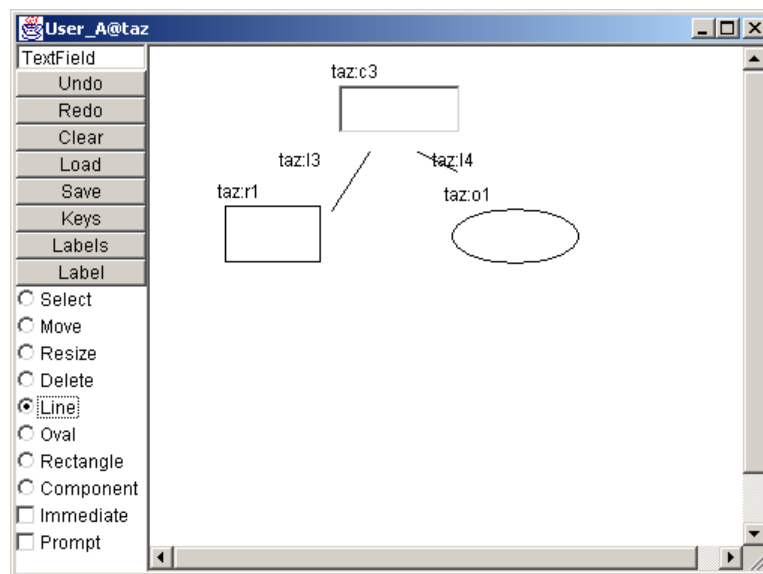 User_A@taz
TextField
Undo
Redo
Clear
Load
Save
Keys
Labels
Label
Select
Move
Resize
Delete
Line
Oval
Rectangle
Component
Immediate
Prompt
taz:c3
taz:l3
taz:l4
taz:r1
taz:o1